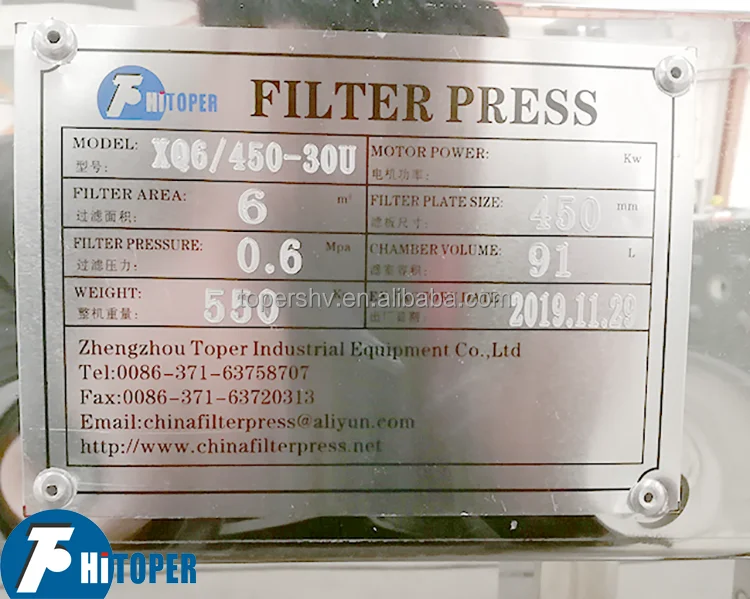 HiTOPER
FILTER PRESS
MODEL: XQ6/450-30U MOTOR POWER: Kw
型号: 电机功率:
FILTER AREA: 6 m² FILTER PLATE SIZE: 450 mm
过滤面积: 滤板尺寸:
FILTER PRESSURE: 0.6 Mpa CHAMBER VOLUME: 91 L
过滤压力: 滤室容积:
WEIGHT: 550 DATE: 2019.11.29
整机重量: 出厂日期:
topershv.en.alibaba.com
Zhengzhou Toper Industrial Equipment Co.,Ltd
Tel:0086-371-63758707
Fax:0086-371-63720313
Email:chinafilterpress@aliyun.com
http://www.chinafilterpress.net
HiTOPER